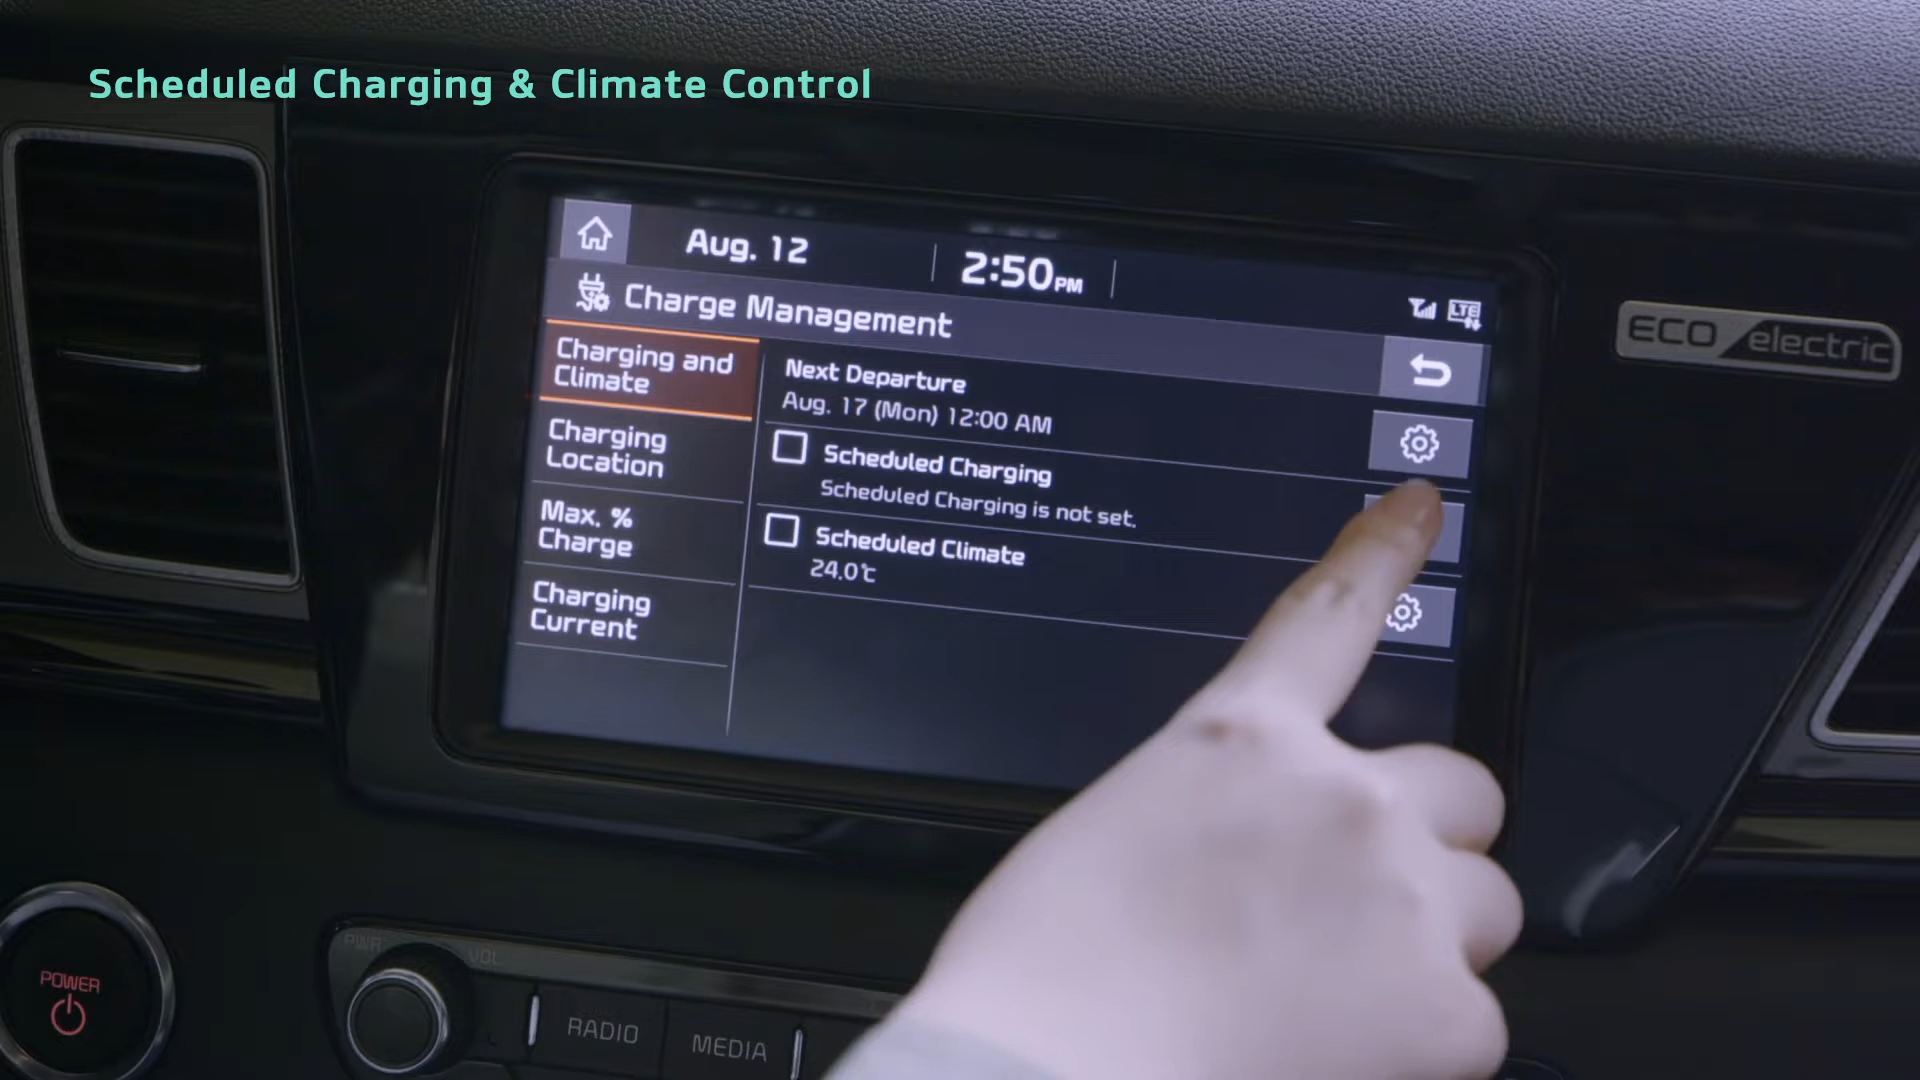 Scheduled Charging & Climate Control
Aug. 12
2:50PM
LTE
Charge Management
Charging and
Climate
Charging
Location
Max. %
Charge
Charging
Current
Next Departure
Aug. 17 (Mon) 12:00 AM
Scheduled Charging
Scheduled Charging is not set.
Scheduled Climate
24.0℃
ECO electric
POWER
PWR
VOL
RADIO
MEDIA